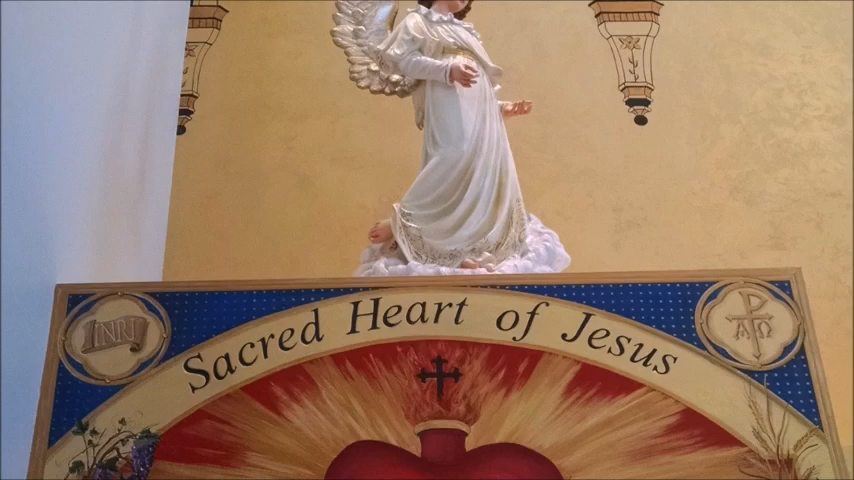 Sacred Heart of Jesus
INRI
P
A Ω